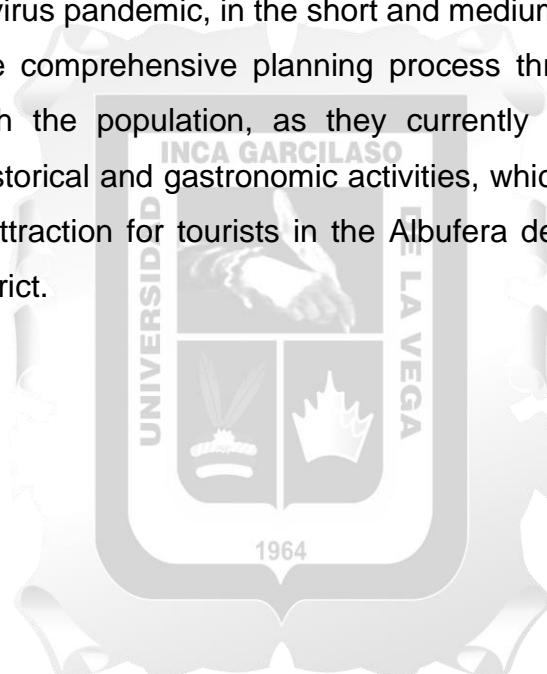 virus pandemic, in the short and medium
comprehensive planning process thr
the population, as they currently
INCA GARCILASO
storical and gastronomic activities, whic
attraction for tourists in the Albufera de
rict.
UNIVERSIDAD
DE LA VEGA
1964